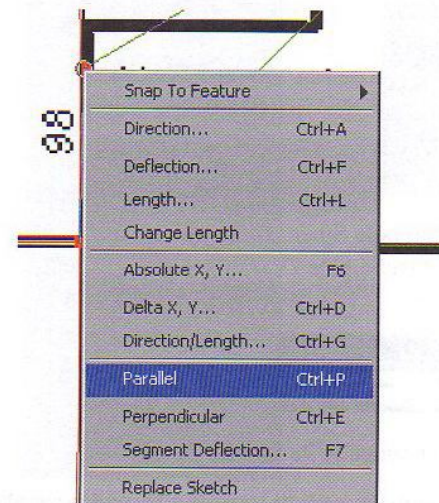 98
Snap To Feature
Direction... Ctrl+A
Deflection... Ctrl+F
Length... Ctrl+L
Change Length
Absolute X, Y... F6
Delta X, Y... Ctrl+D
Direction/Length... Ctrl+G
Parallel Ctrl+P
Perpendicular Ctrl+E
Segment Deflection... F7
Replace Sketch